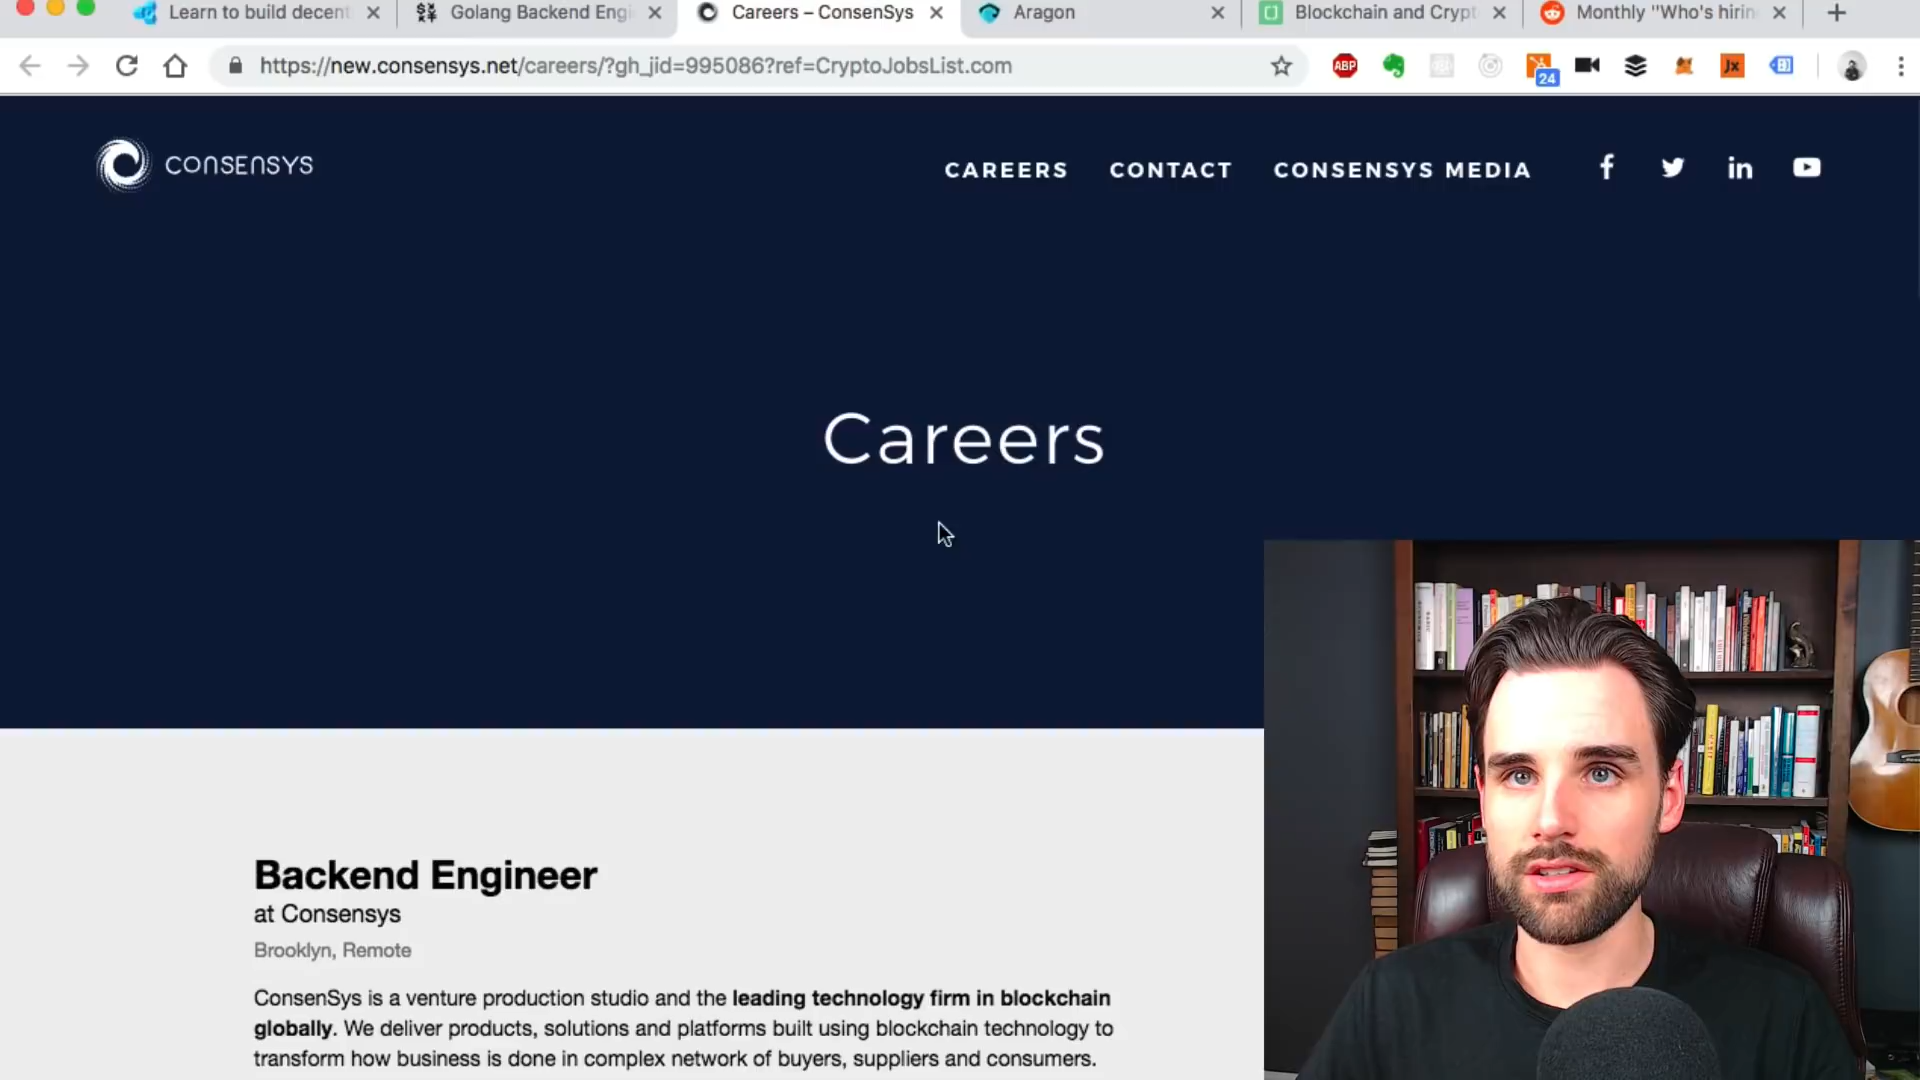 Learn to build decent
Golang Backend Engi
Careers – ConsenSys
Aragon
Blockchain and Crypt
Monthly "Who's hirin
https://new.consensys.net/careers/?gh_jid=995086?ref=CryptoJobsList.com
ABP
24
Jx
CONSENSYS
CAREERS
CONTACT
CONSENSYS MEDIA
Careers
Backend Engineer
at Consensys
Brooklyn, Remote
ConsenSys is a venture production studio and the leading technology firm in blockchain
globally. We deliver products, solutions and platforms built using blockchain technology to
transform how business is done in complex network of buyers, suppliers and consumers.